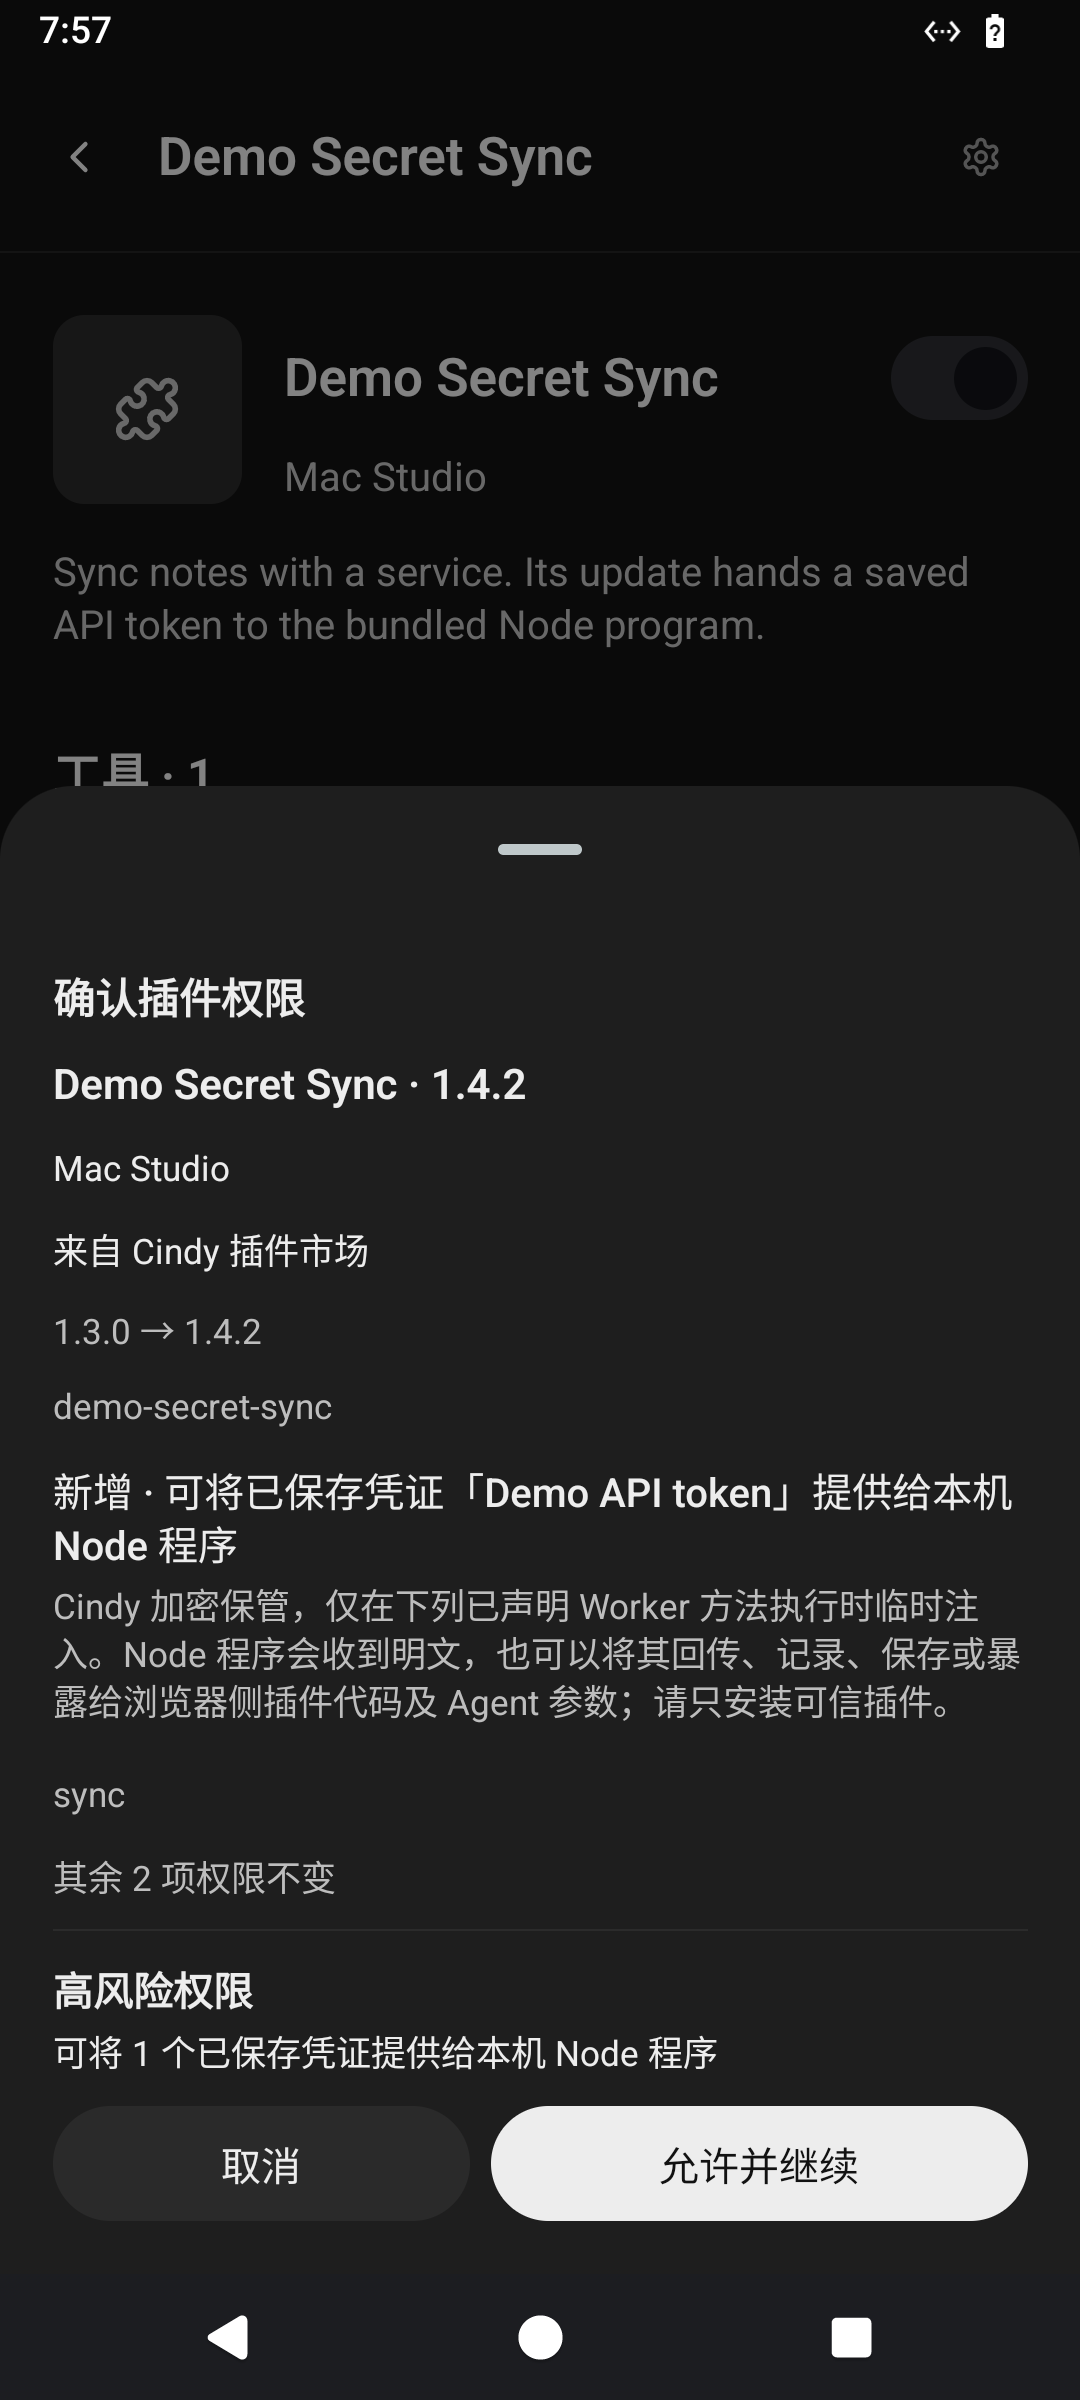 7:57
Demo Secret Sync
Demo Secret Sync
Mac Studio
Sync notes with a service. Its update hands a saved
API token to the bundled Node program.
工具 · 1
确认插件权限
Demo Secret Sync · 1.4.2
Mac Studio
来自 Cindy 插件市场
1.3.0 → 1.4.2
demo-secret-sync
新增 · 可将已保存凭证「Demo API token」提供给本机
Node 程序
Cindy 加密保管，仅在下列已声明 Worker 方法执行时临时注
入。Node 程序会收到明文，也可以将其回传、记录、保存或暴
露给浏览器侧插件代码及 Agent 参数；请只安装可信插件。
sync
其余 2 项权限不变
高风险权限
可将 1 个已保存凭证提供给本机 Node 程序
取消
允许并继续